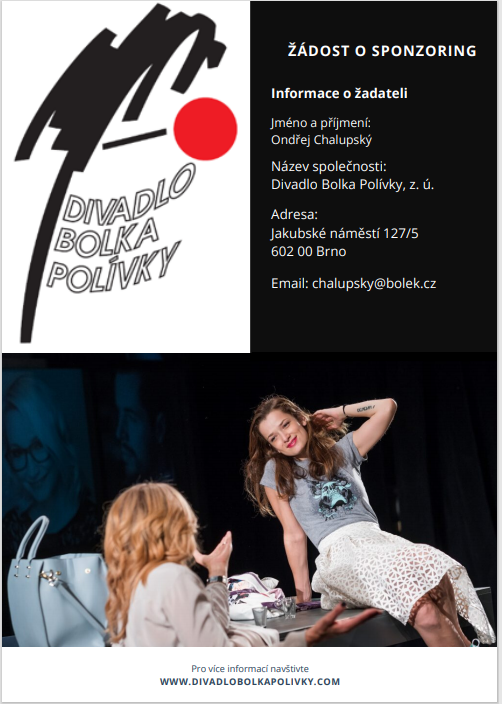 DIVADLO
BOLKA
POLÍVKY
ŽÁDOST O SPONZORING
Informace o žadateli
Jméno a příjmení:
Ondřej Chalupský
Název společnosti:
Divadlo Bolka Polívky, z. ú.
Adresa:
Jakubské náměstí 127/5
602 00 Brno
Email: chalupsky@bolek.cz
Pro více informací navštivte
WWW.DIVADLOBOLKAPOLIVKY.COM